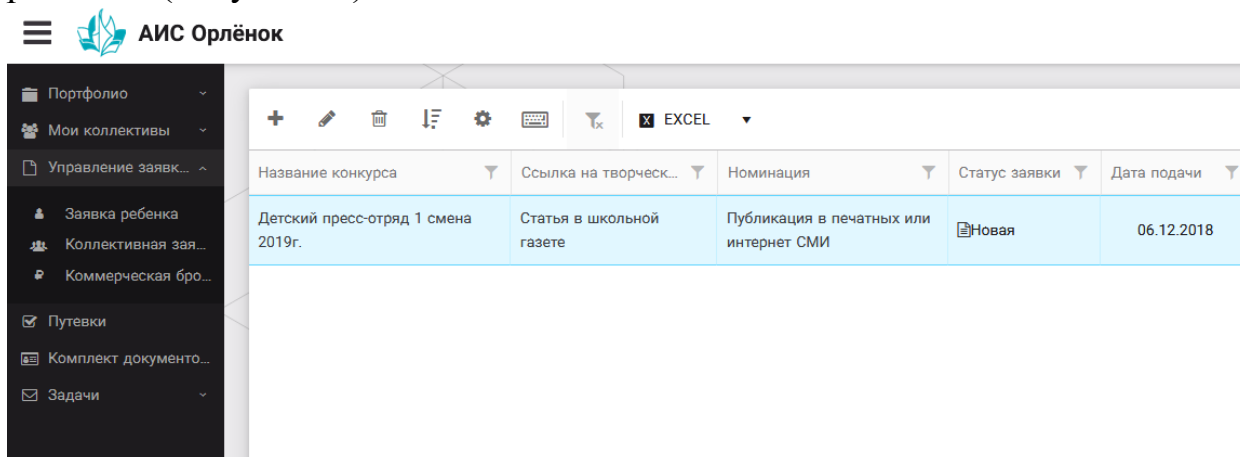 АИС Орлёнок
Портфолио
Мои коллективы
Управление заявк...
Заявка ребенка
Коллективная зая...
Коммерческая бро...
Путевки
Комплект документо...
Задачи
EXCEL
Название конкурса
Ссылка на творческ...
Номинация
Статус заявки
Дата подачи
Детский пресс-отряд 1 смена
2019г.
Статья в школьной
газете
Публикация в печатных или
интернет СМИ
Новая
06.12.2018